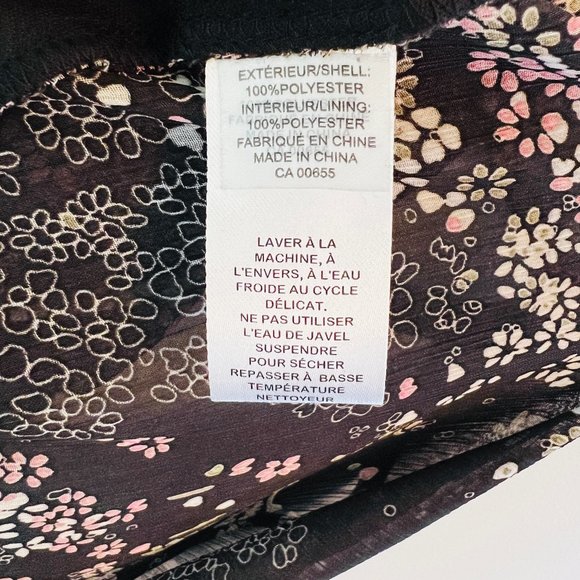 EXTÉRIEUR/SHELL:
100%POLYESTER
INTÉRIEUR/LINING:
100%POLYESTER
FABRIQUÉ EN CHINE
MADE IN CHINA
CA 00655
LAVER À LA
MACHINE, À
L'ENVERS, À L'EAU
FROIDE AU CYCLE
DÉLICAT.
NE PAS UTILISER
L'EAU DE JAVEL
SUSPENDRE
POUR SÉCHER
REPASSER À BASSE
TEMPÉRATURE
NETTOYEUR